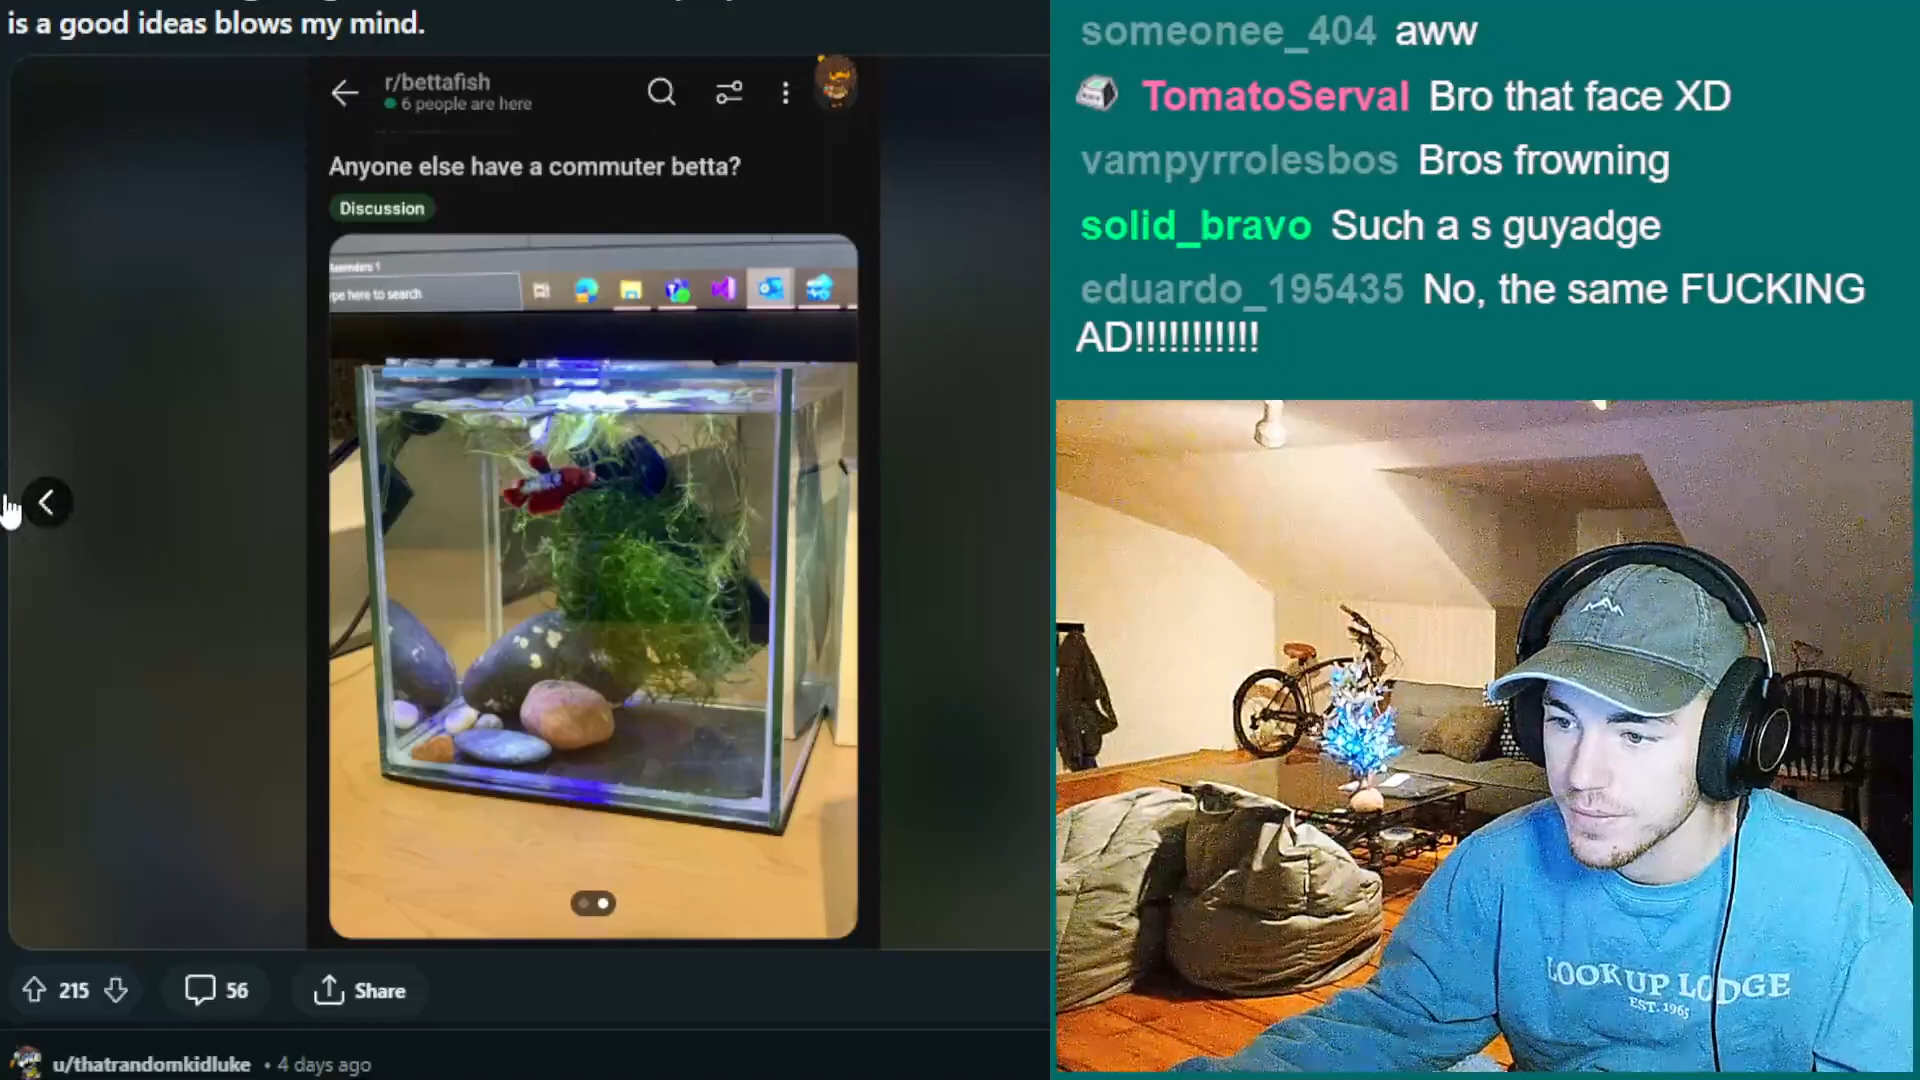 is a good ideas blows my mind.
r/bettafish
6 people are here
Anyone else have a commuter betta?
Discussion
pe here to search
215
56
Share
u/thatrandomkidluke • 4 days ago
someonee_404 aww
TomatoServal Bro that face XD
vampyrrolesbos Bros frowning
solid_bravo Such a s guyadge
eduardo_195435 No, the same FUCKING
AD!!!!!!!!!!!
LOOK UP LODGE
EST. 1965